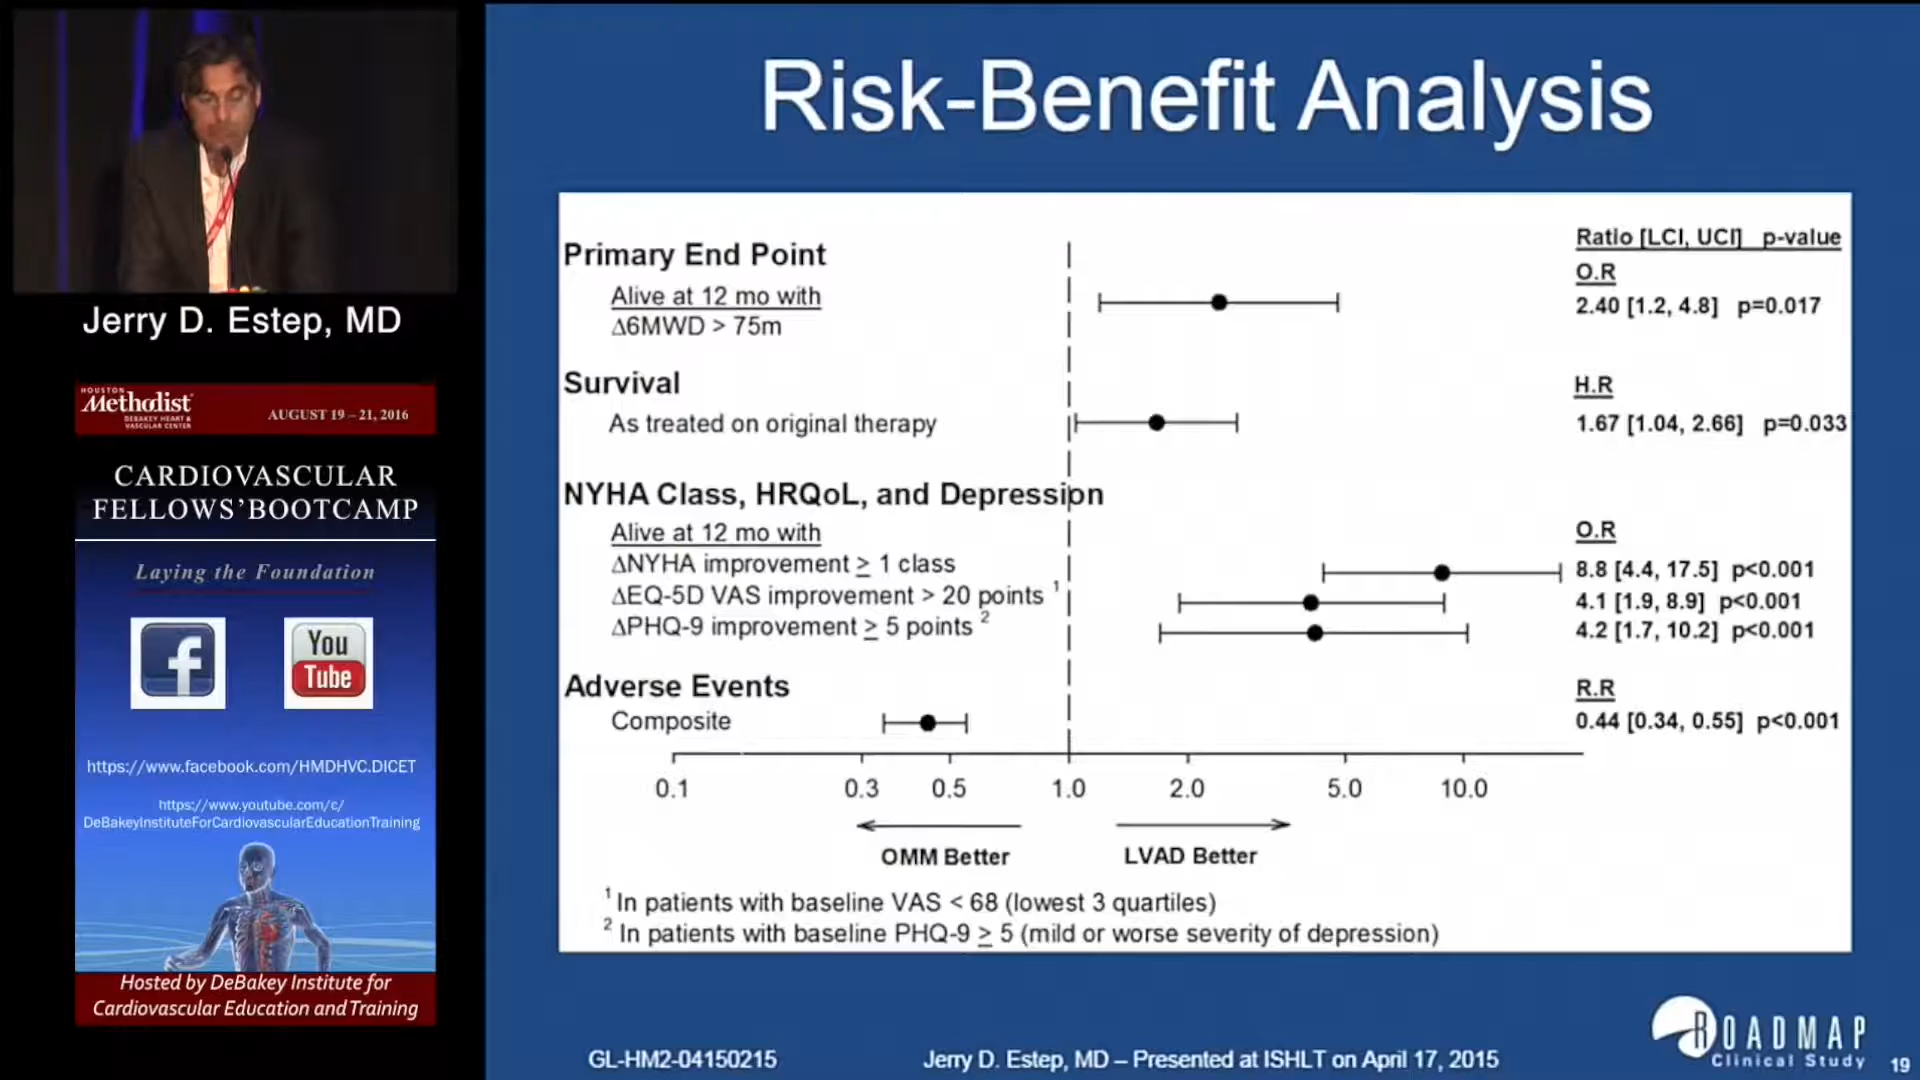 Jerry D. Estep, MD
HOUSTON
Methodist
DEBAKEY HEART &
VASCULAR CENTER
AUGUST 19 – 21, 2016
CARDIOVASCULAR
FELLOWS'BOOTCAMP
Laying the Foundation
f
You
Tube
https://www.facebook.com/HMDHVC.DICET
https://www.youtube.com/c/
DeBakeyInstituteForCardiovascularEducationTraining
Hosted by DeBakey Institute for
Cardiovascular Education and Training
Risk-Benefit Analysis
Ratio [LCI, UCI] p-value
Primary End Point
O.R
Alive at 12 mo with
2.40 [1.2, 4.8] p=0.017
Δ6MWD > 75m
Survival
H.R
As treated on original therapy
1.67 [1.04, 2.66] p=0.033
NYHA Class, HRQoL, and Depression
Alive at 12 mo with
O.R
ΔNYHA improvement ≥ 1 class
8.8 [4.4, 17.5] p<0.001
ΔEQ-5D VAS improvement > 20 points ¹
4.1 [1.9, 8.9] p<0.001
ΔPHQ-9 improvement ≥ 5 points ²
4.2 [1.7, 10.2] p<0.001
Adverse Events
R.R
Composite
0.44 [0.34, 0.55] p<0.001
0.1 0.3 0.5 1.0 2.0 5.0 10.0
OMM Better LVAD Better
¹ In patients with baseline VAS < 68 (lowest 3 quartiles)
² In patients with baseline PHQ-9 ≥ 5 (mild or worse severity of depression)
GL-HM2-04150215
Jerry D. Estep, MD – Presented at ISHLT on April 17, 2015
ROADMAP
Clinical Study
19